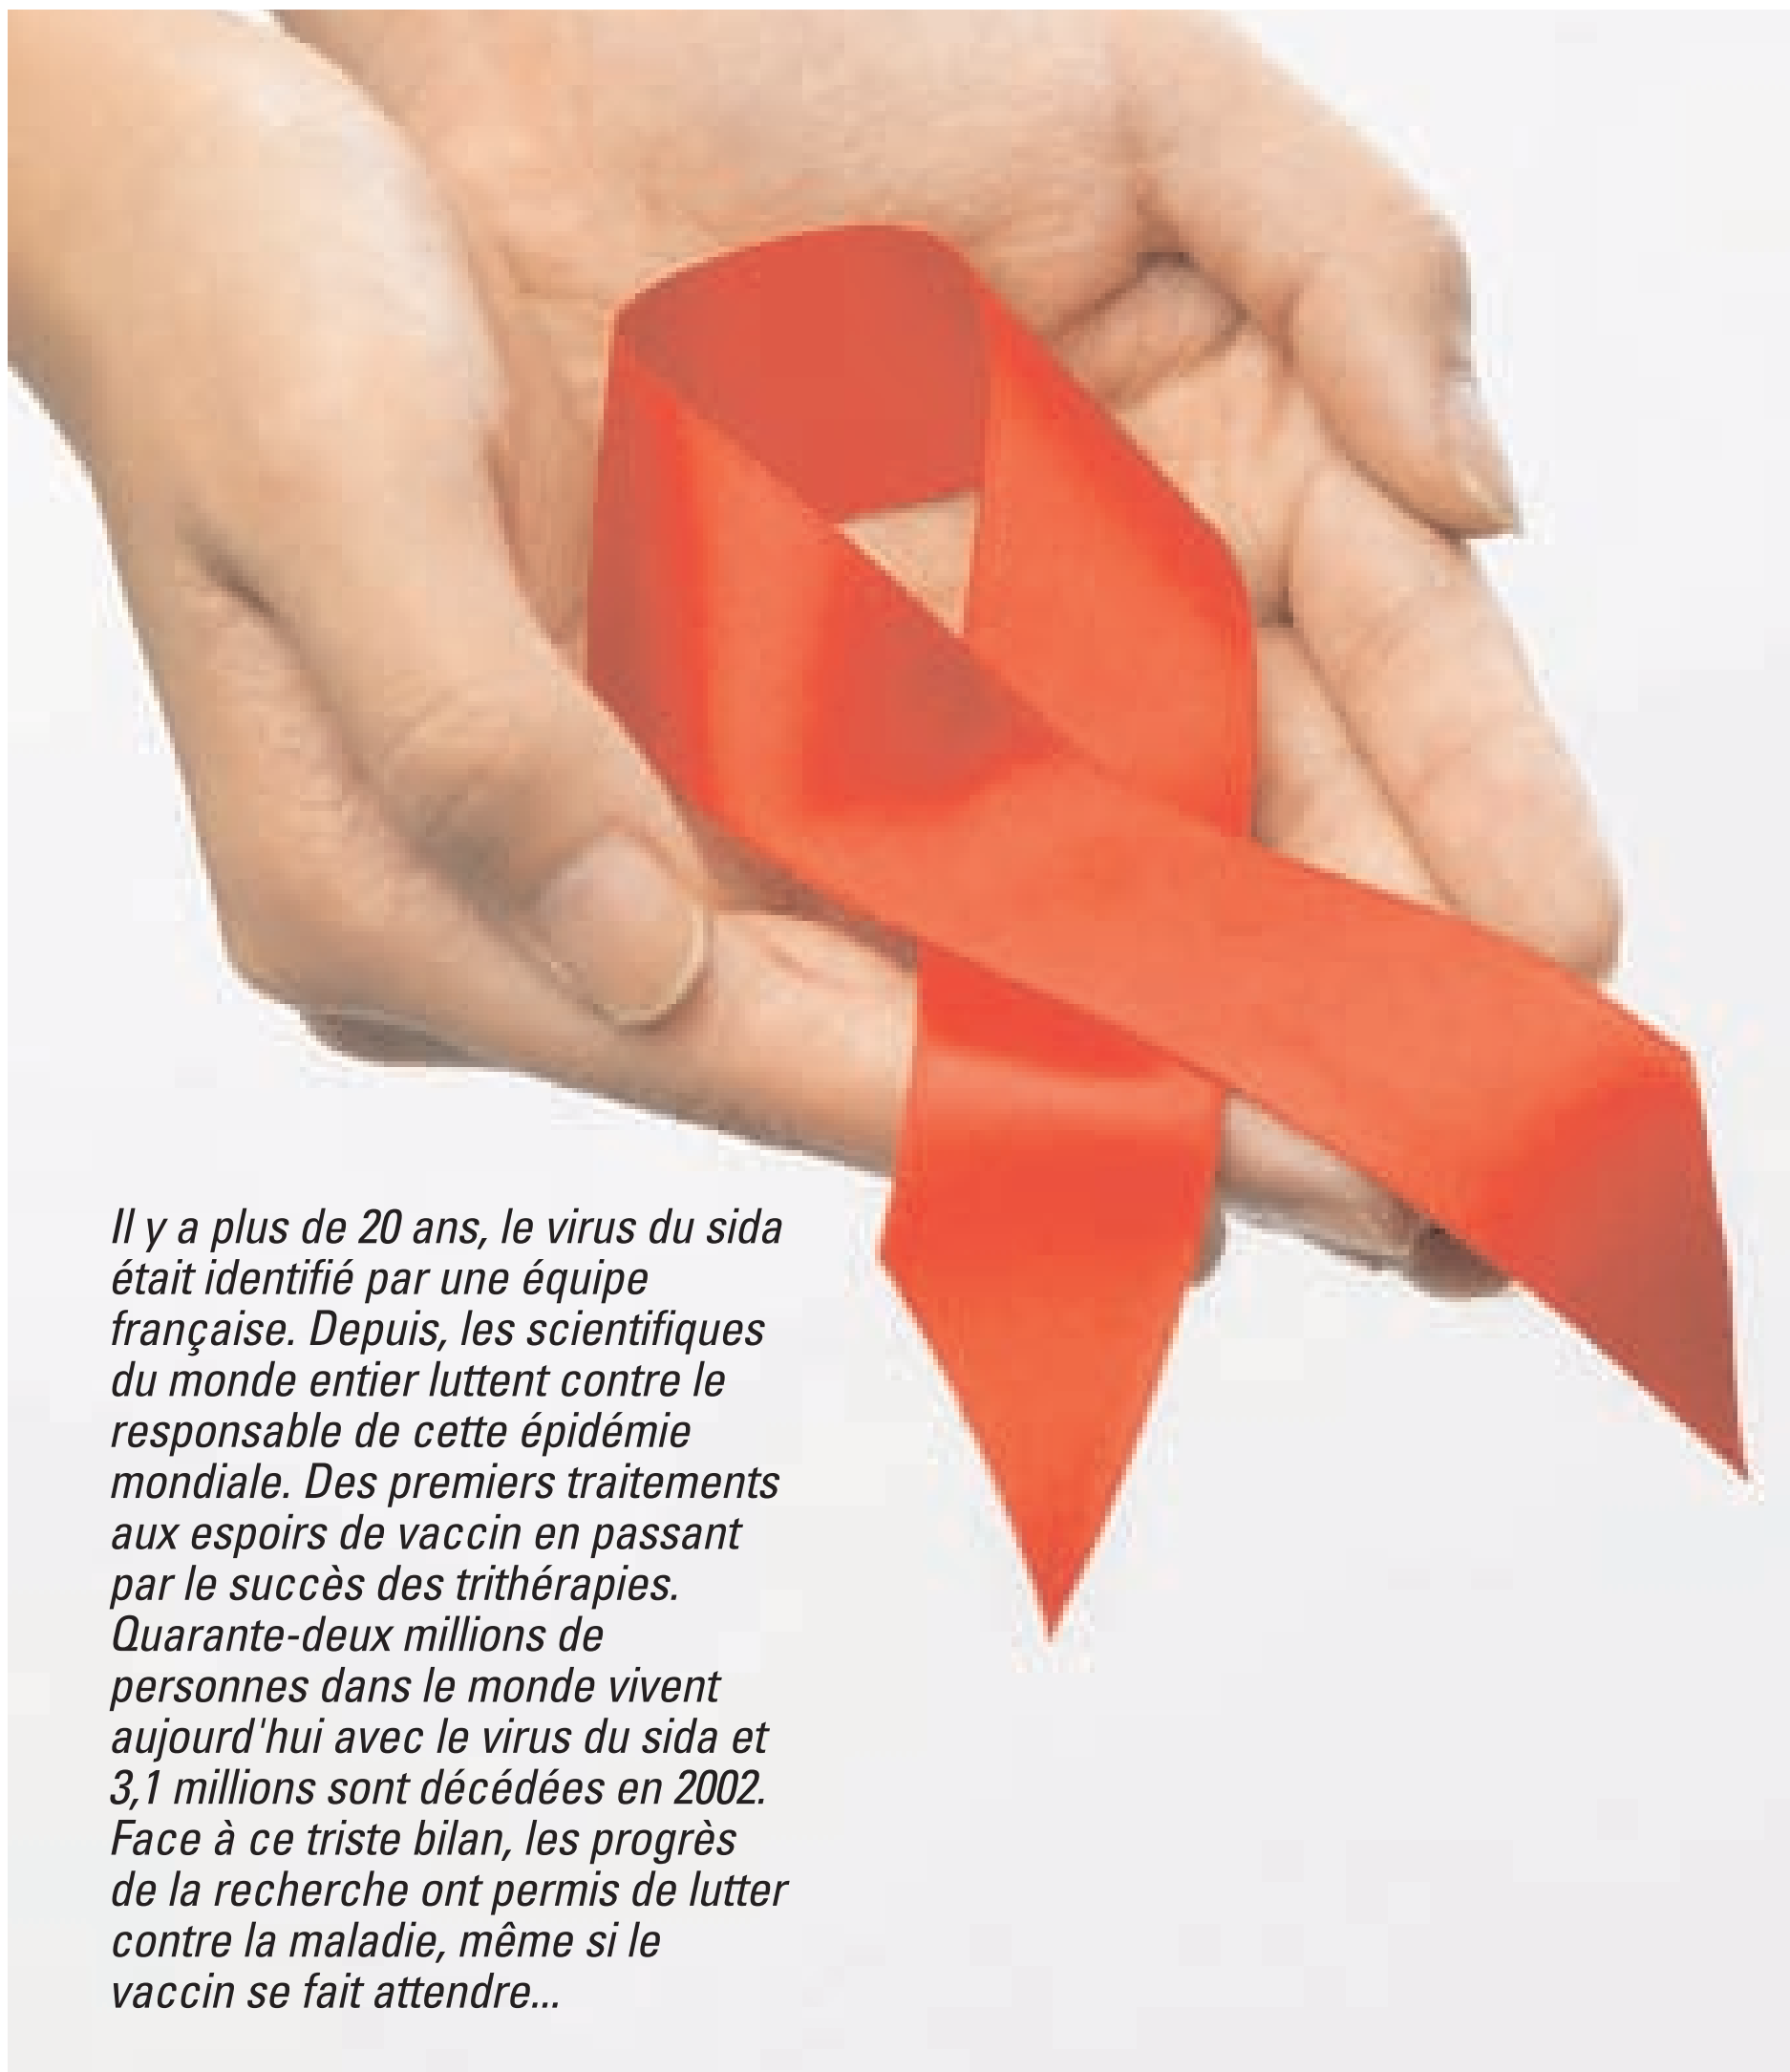 Il y a plus de 20 ans, le virus du sida
était identifié par une équipe
française. Depuis, les scientifiques
du monde entier luttent contre le
responsable de cette épidémie
mondiale. Des premiers traitements
aux espoirs de vaccin en passant
par le succès des trithérapies.
Quarante-deux millions de
personnes dans le monde vivent
aujourd'hui avec le virus du sida et
3,1 millions sont décédées en 2002.
Face à ce triste bilan, les progrès
de la recherche ont permis de lutter
contre la maladie, même si le
vaccin se fait attendre...